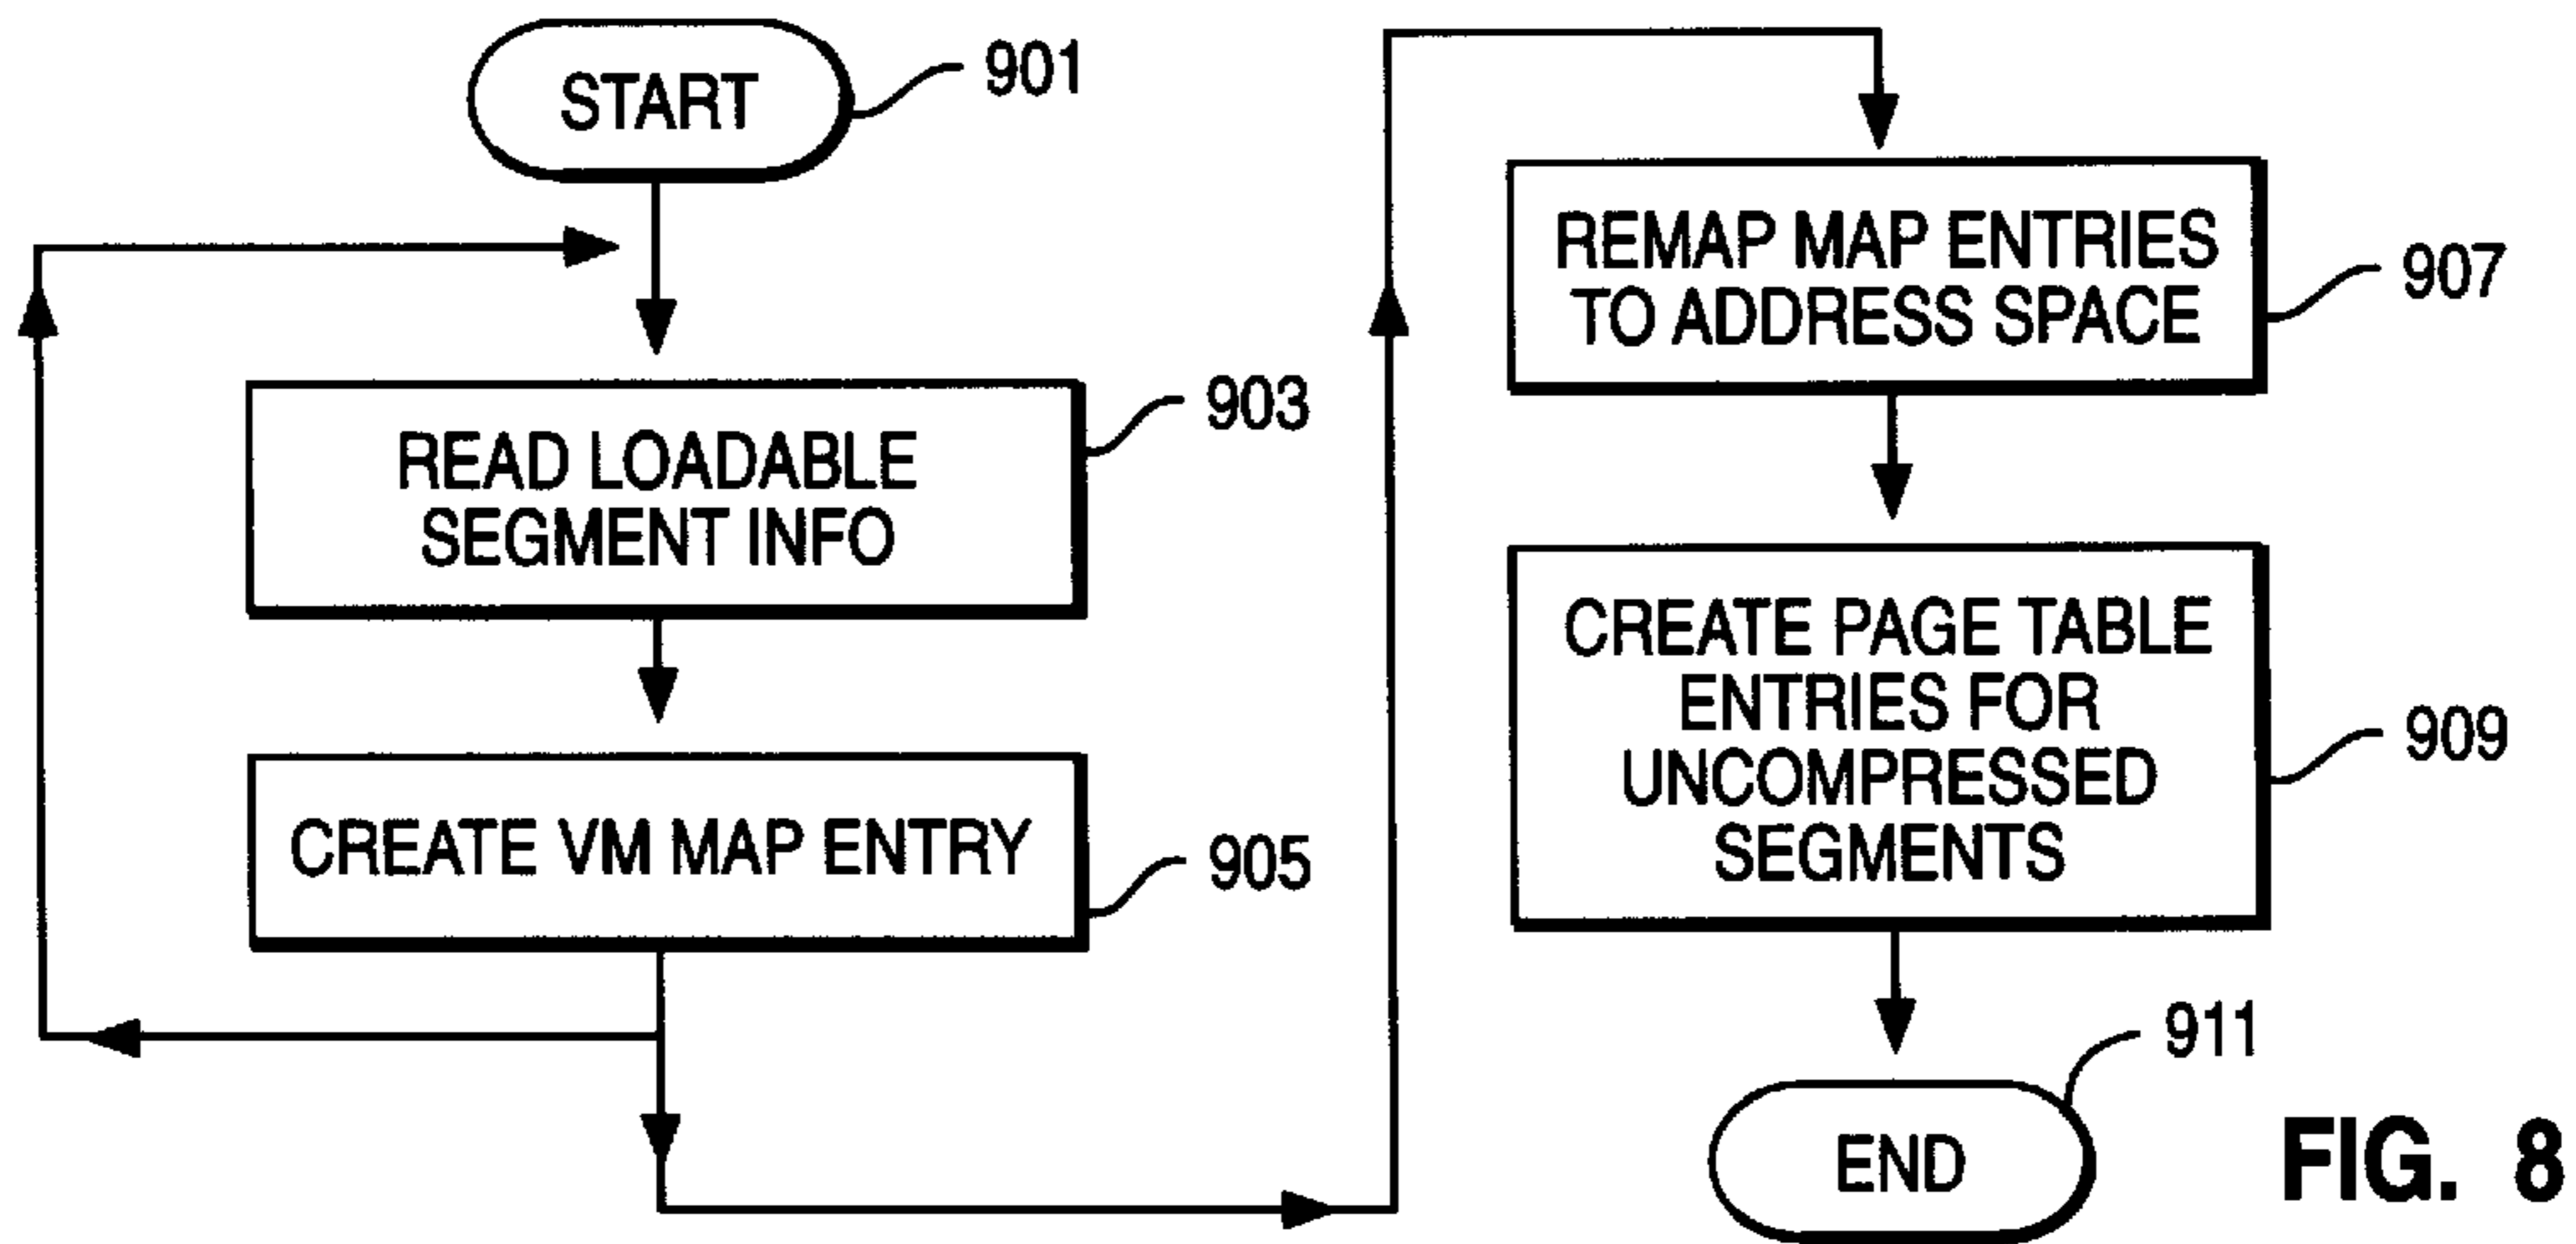 START
901
READ LOADABLE
SEGMENT INFO
903
CREATE VM MAP ENTRY
905
REMAP MAP ENTRIES
TO ADDRESS SPACE
907
CREATE PAGE TABLE
ENTRIES FOR
UNCOMPRESSED
SEGMENTS
909
END
911
FIG. 8